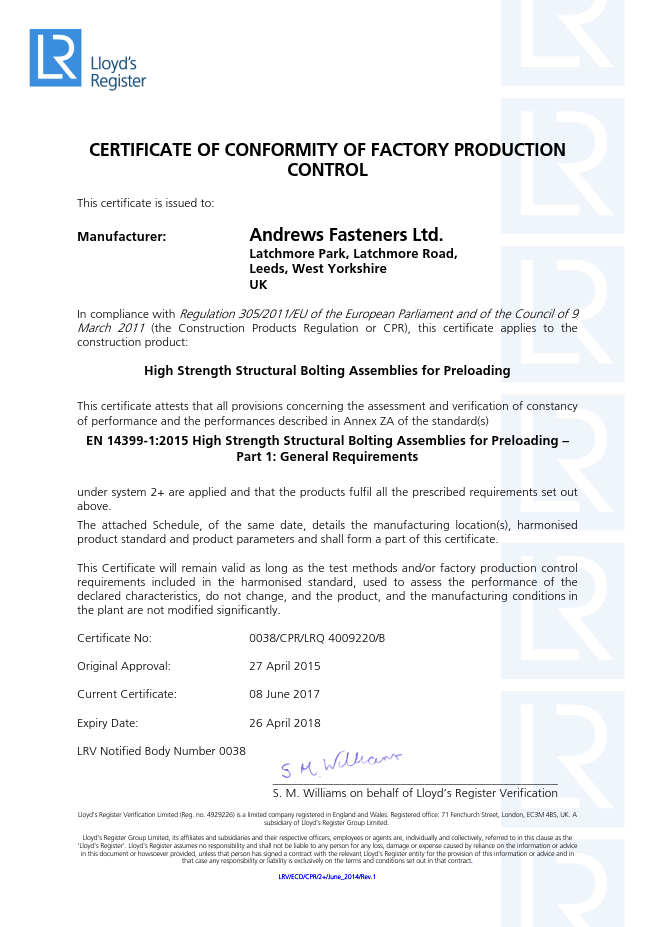 Lloyd's
Register
CERTIFICATE OF CONFORMITY OF FACTORY PRODUCTION
CONTROL
This certificate is issued to:
Manufacturer: Andrews Fasteners Ltd.
Latchmore Park, Latchmore Road,
Leeds, West Yorkshire
UK
In compliance with Regulation 305/2011/EU of the European Parliament and of the Council of 9
March 2011 (the Construction Products Regulation or CPR), this certificate applies to the
construction product:
High Strength Structural Bolting Assemblies for Preloading
This certificate attests that all provisions concerning the assessment and verification of constancy
of performance and the performances described in Annex ZA of the standard(s)
EN 14399-1:2015 High Strength Structural Bolting Assemblies for Preloading –
Part 1: General Requirements
under system 2+ are applied and that the products fulfil all the prescribed requirements set out
above.
The attached Schedule, of the same date, details the manufacturing location(s), harmonised
product standard and product parameters and shall form a part of this certificate.
This Certificate will remain valid as long as the test methods and/or factory production control
requirements included in the harmonised standard, used to assess the performance of the
declared characteristics, do not change, and the product, and the manufacturing conditions in
the plant are not modified significantly.
Certificate No: 0038/CPR/LRQ 4009220/B
Original Approval: 27 April 2015
Current Certificate: 08 June 2017
Expiry Date: 26 April 2018
LRV Notified Body Number 0038
S. M. Williams
S. M. Williams on behalf of Lloyd's Register Verification
Lloyd's Register Verification Limited (Reg. no. 4929226) is a limited company registered in England and Wales. Registered office: 71 Fenchurch Street, London, EC3M 4BS, UK. A
subsidiary of Lloyd's Register Group Limited.
Lloyd's Register Group Limited, its affiliates and subsidiaries and their respective officers, employees or agents are, individually and collectively, referred to in this clause as the
'Lloyd's Register'. Lloyd's Register assumes no responsibility and shall not be liable to any person for any loss, damage or expense caused by reliance on the information or advice
in this document or howsoever provided, unless that person has signed a contract with the relevant Lloyd's Register entity for the provision of this information or advice and in
that case any responsibility or liability is exclusively on the terms and conditions set out in that contract.
LRV/ECD/CPR/2+/June_2014/Rev.1